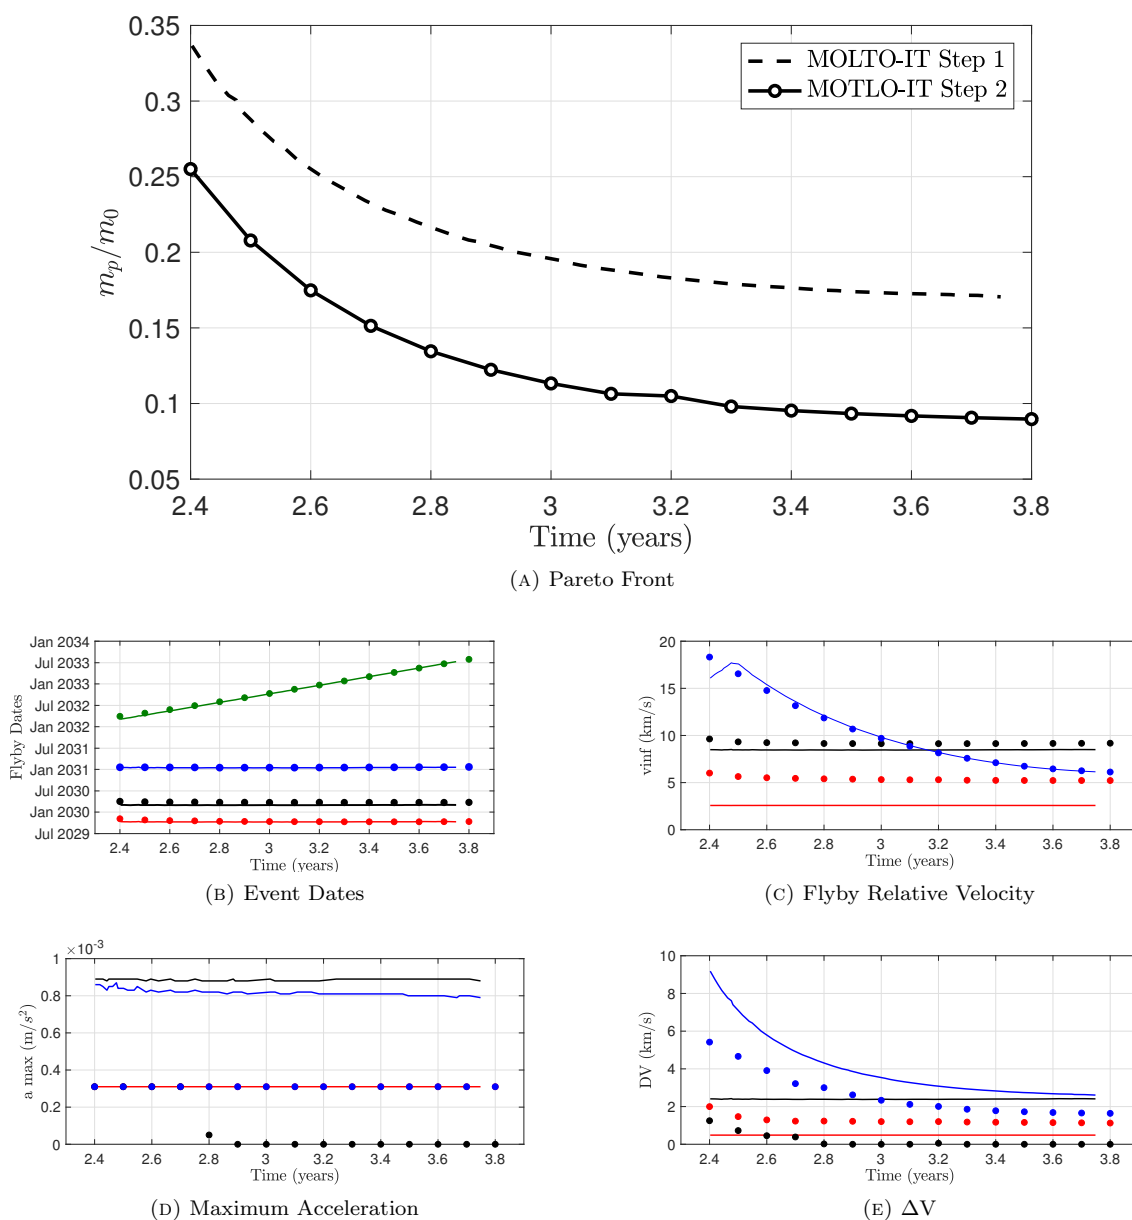 0.35
0.3
0.25
0.2
0.15
0.1
0.05
m_p/m_0
MOLTO-IT Step 1
MOTLO-IT Step 2
2.4 2.6 2.8 3 3.2 3.4 3.6 3.8
Time (years)
(A) Pareto Front
Jan 2034
Jul 2033
Jan 2033
Jul 2032
Jan 2032
Jul 2031
Jan 2031
Jul 2030
Jan 2030
Jul 2029
Flyby Dates
2.4 2.6 2.8 3 3.2 3.4 3.6 3.8
Time (years)
(B) Event Dates
20
15
10
5
0
vinf (km/s)
2.4 2.6 2.8 3 3.2 3.4 3.6 3.8
Time (years)
(C) Flyby Relative Velocity
×10⁻³
1
0.8
0.6
0.4
0.2
0
a max (m/s²)
2.4 2.6 2.8 3 3.2 3.4 3.6 3.8
Time (years)
(D) Maximum Acceleration
10
8
6
4
2
0
DV (km/s)
2.4 2.6 2.8 3 3.2 3.4 3.6 3.8
Time (years)
(E) ΔV